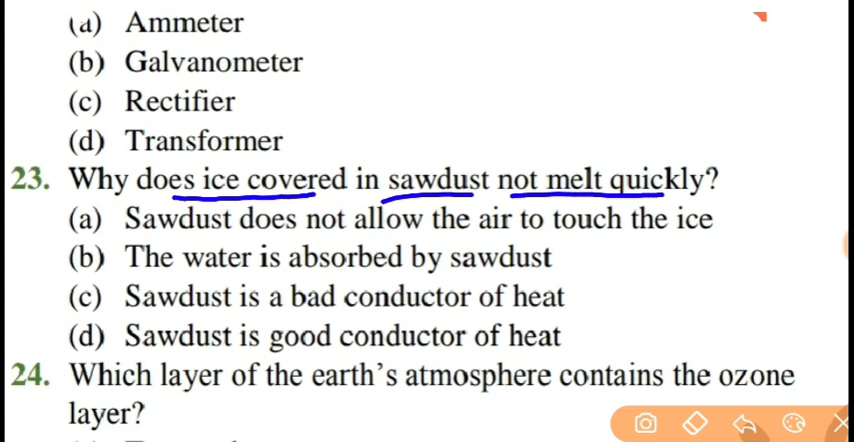 (a) Ammeter
(b) Galvanometer
(c) Rectifier
(d) Transformer
23. Why does ice covered in sawdust not melt quickly?
(a) Sawdust does not allow the air to touch the ice
(b) The water is absorbed by sawdust
(c) Sawdust is a bad conductor of heat
(d) Sawdust is good conductor of heat
24. Which layer of the earth's atmosphere contains the ozone
layer?